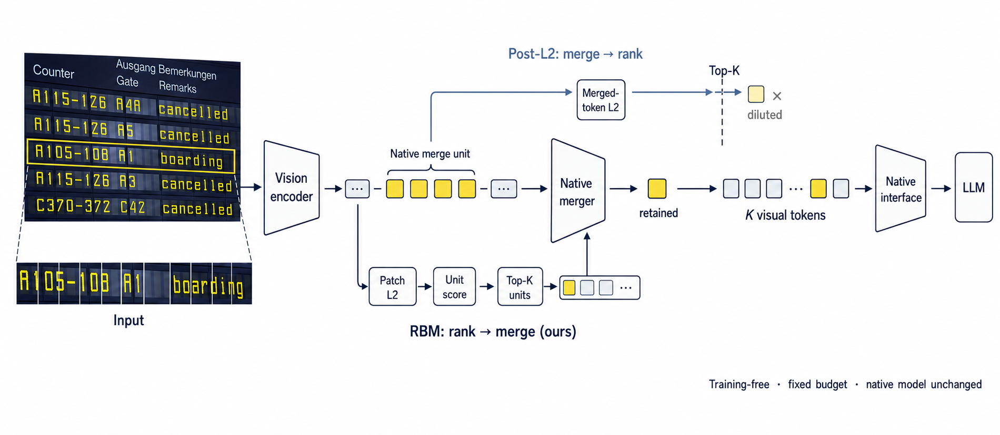 Post-L2: merge → rank
Top-K
Merged-
token L2
×
diluted
Counter
Ausgang Bemerkungen
Gate Remarks
A115-126 A4A cancelled
A115-126 A5 cancelled
A105-108 A1 boarding
A115-126 A3 cancelled
C370-372 C42 cancelled
A105-108 A1 boarding
Input
Vision
encoder
...
Native merge unit
...
Native
merger
retained
...
K visual tokens
Native
interface
LLM
Patch
L2
Unit
score
Top-K
units
...
RBM: rank → merge (ours)
Training-free · fixed budget · native model unchanged